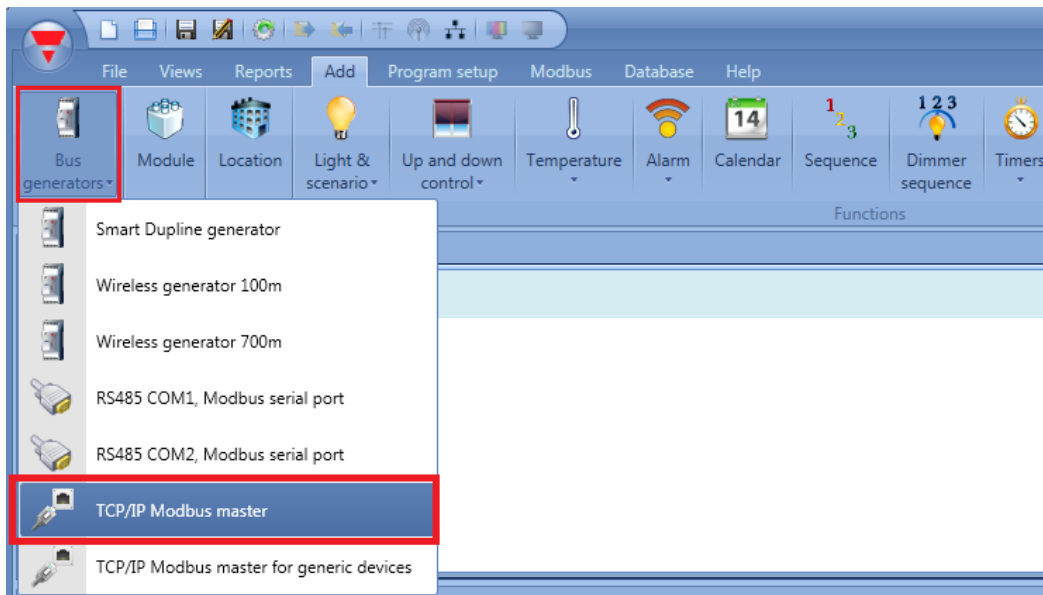 File Views Reports Add Program setup Modbus Database Help
14
1 2 3
1 2 3
Bus generators
Module
Location
Light & scenario
Up and down control
Temperature
Alarm
Calendar
Sequence
Dimmer sequence
Timers
Functions
Smart Dupline generator
Wireless generator 100m
Wireless generator 700m
RS485 COM1, Modbus serial port
RS485 COM2, Modbus serial port
TCP/IP Modbus master
TCP/IP Modbus master for generic devices